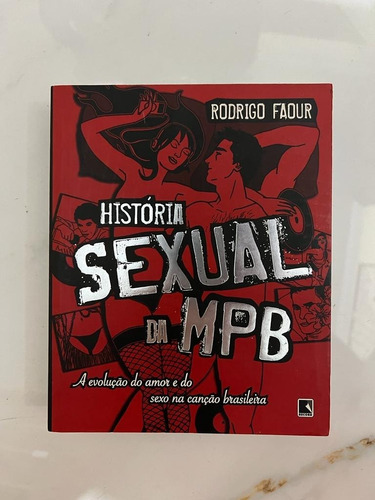 RODRIGO FAOUR
HISTÓRIA
SEXUAL
DA MPB
A evolução do amor e do
sexo na canção brasileira